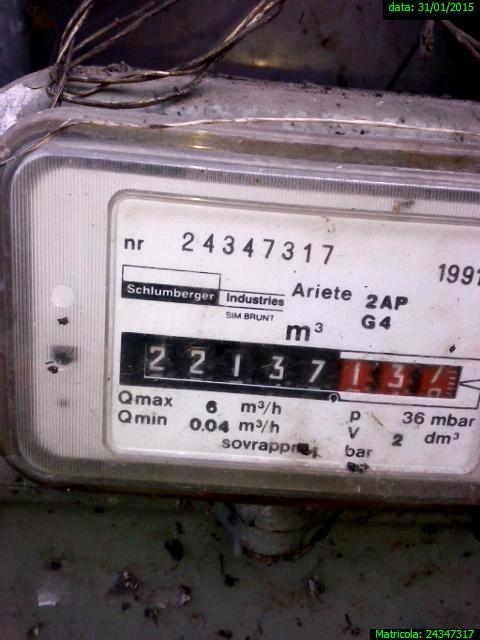 data: 31/01/2015
nr 24347317
1991
Schlumberger Industries
SIM BRUNT
Ariete 2AP
G4
m³
22137 13
Qmax 6 m³/h
Qmin 0.04 m³/h
p 36 mbar
V 2 dm³
bar
Matricola: 24347317